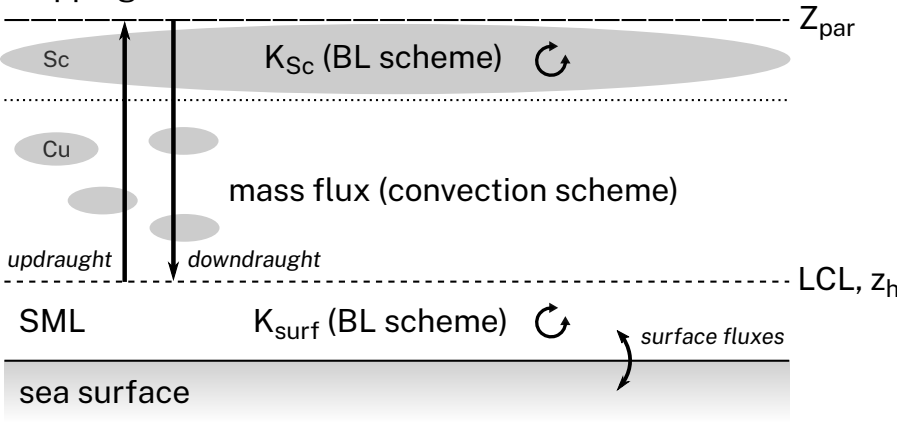 Z_par
Sc
K_Sc (BL scheme)
Cu
mass flux (convection scheme)
updraught
downdraught
LCL, z_h
SML
K_surf (BL scheme)
surface fluxes
sea surface